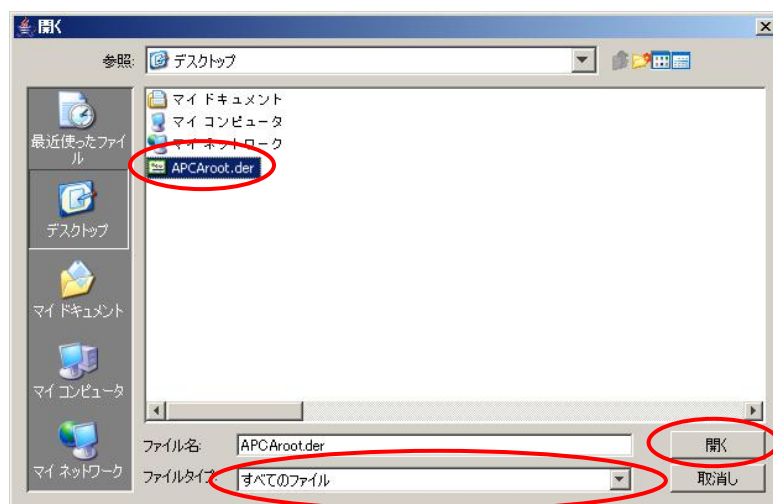 開く
参照:
デスクトップ
最近使ったファイ
ル
デスクトップ
マイ ドキュメント
マイ コンピュータ
マイ ネットワーク
マイ ドキュメント
マイ コンピュータ
マイ ネットワーク
APCAroot.der
ファイル名:
APCAroot.der
開く
ファイルタイプ:
すべてのファイル
取消し